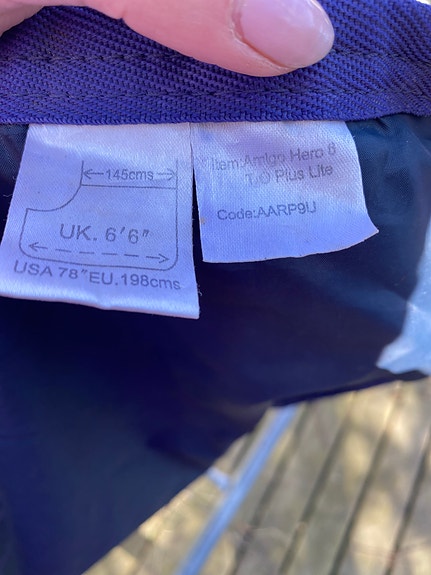 145cms
UK. 6'6"
USA 78"EU.198cms
Item:Amigo Hero 6
T/O Plus Lite
Code:AARP9U